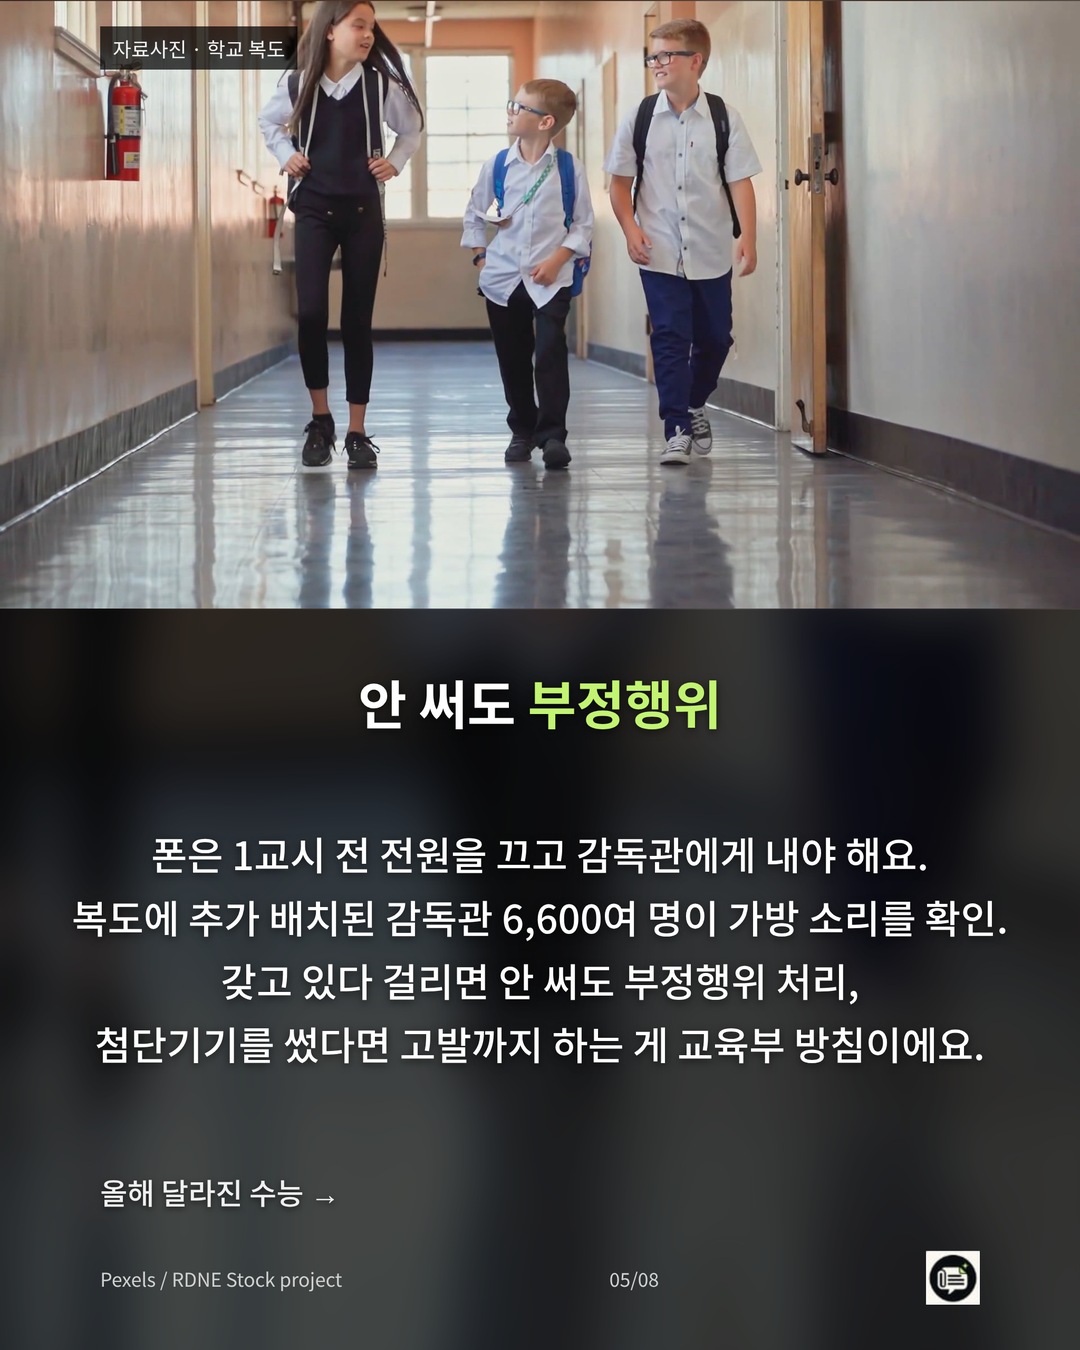 자료사진 · 학교 복도
안 써도 부정행위
폰은 1교시 전 전원을 끄고 감독관에게 내야 해요.
복도에 추가 배치된 감독관 6,600여 명이 가방 소리를 확인.
갖고 있다 걸리면 안 써도 부정행위 처리,
첨단기기를 썼다면 고발까지 하는 게 교육부 방침이에요.
올해 달라진 수능 →
Pexels / RDNE Stock project
05/08